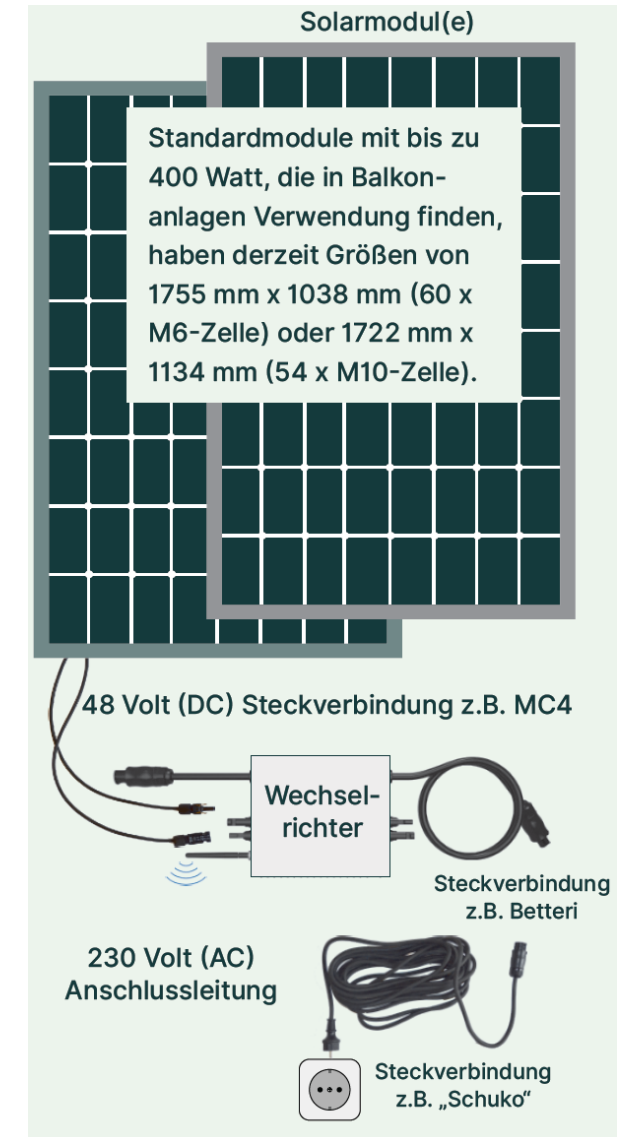 Solarmodul(e)
Standardmodule mit bis zu
400 Watt, die in Balkon-
anlagen Verwendung finden,
haben derzeit Größen von
1755 mm x 1038 mm (60 x
M6-Zelle) oder 1722 mm x
1134 mm (54 x M10-Zelle).
48 Volt (DC) Steckverbindung z.B. MC4
Wechsel-
richter
Steckverbindung
z.B. Betteri
230 Volt (AC)
Anschlussleitung
Steckverbindung
z.B. „Schuko“